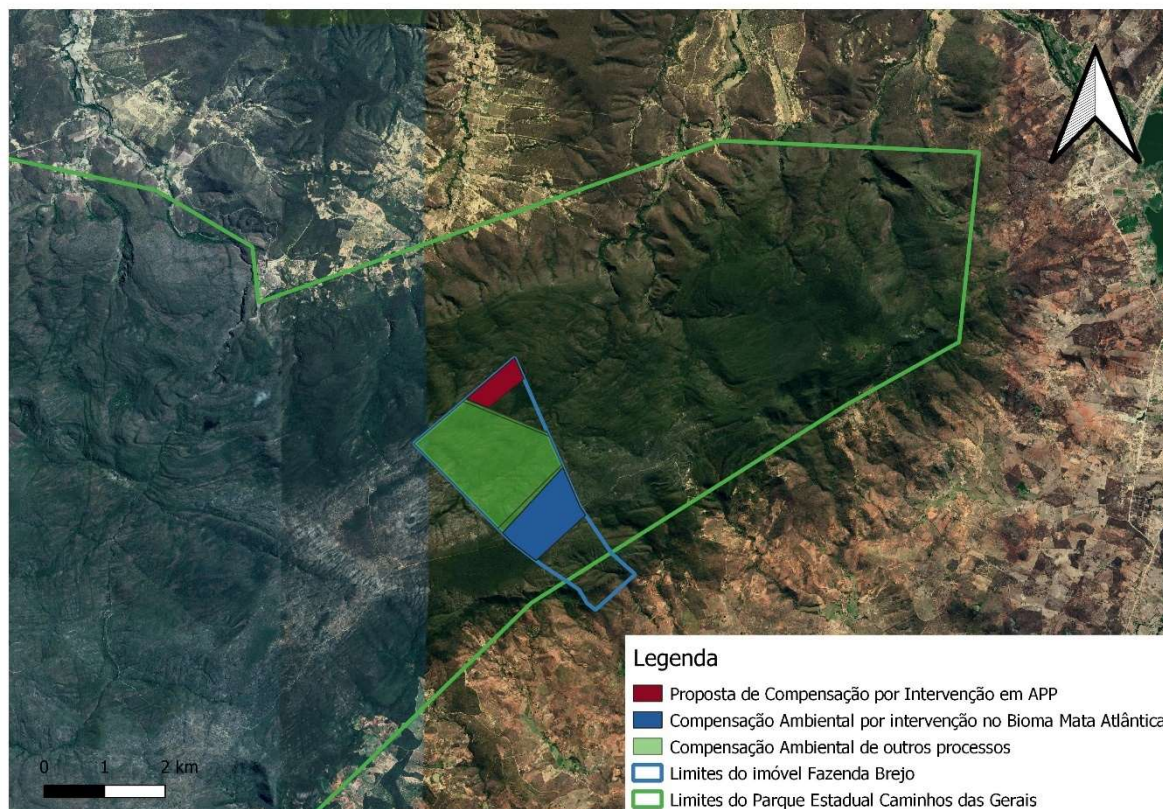 0 1 2 km
Legenda
Proposta de Compensação por Intervenção em APP
Compensação Ambiental por intervenção no Bioma Mata Atlântica
Compensação Ambiental de outros processos
Limites do imóvel Fazenda Brejo
Limites do Parque Estadual Caminhos das Gerais